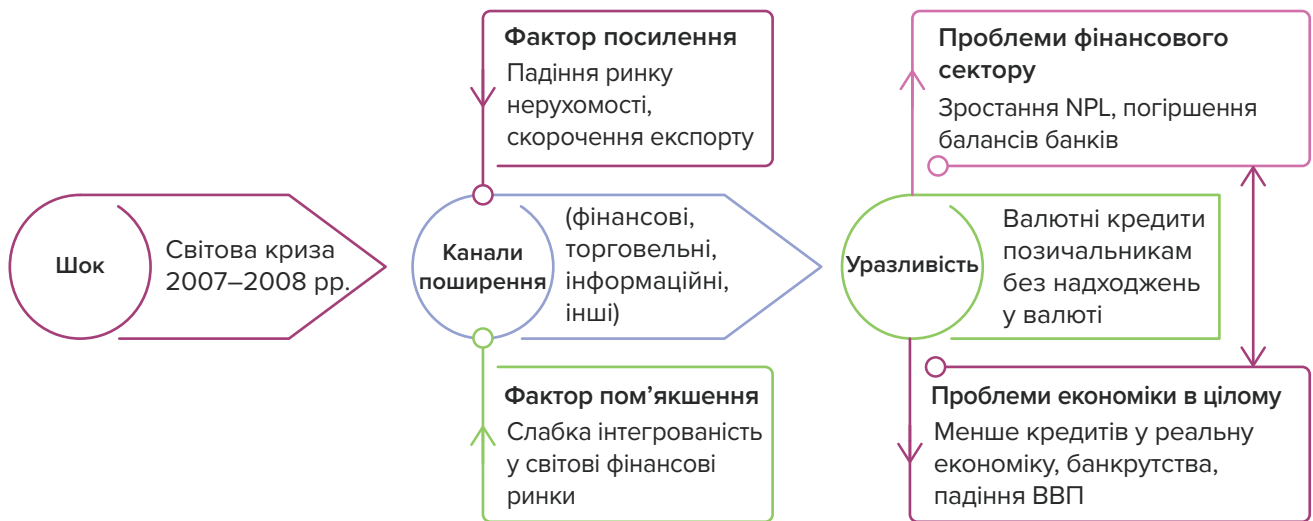 Шок
Світова криза
2007–2008 рр.
Фактор посилення
Падіння ринку
нерухомості,
скорочення експорту
Канали
поширення
(фінансові,
торговельні,
інформаційні,
інші)
Фактор пом’якшення
Слабка інтегрованість
у світові фінансові
ринки
Уразливість
Валютні кредити
позичальникам
без надходжень
у валюті
Проблеми фінансового
сектору
Зростання NPL, погіршення
балансів банків
Проблеми економіки в цілому
Менше кредитів у реальну
економіку, банкрутства,
падіння ВВП